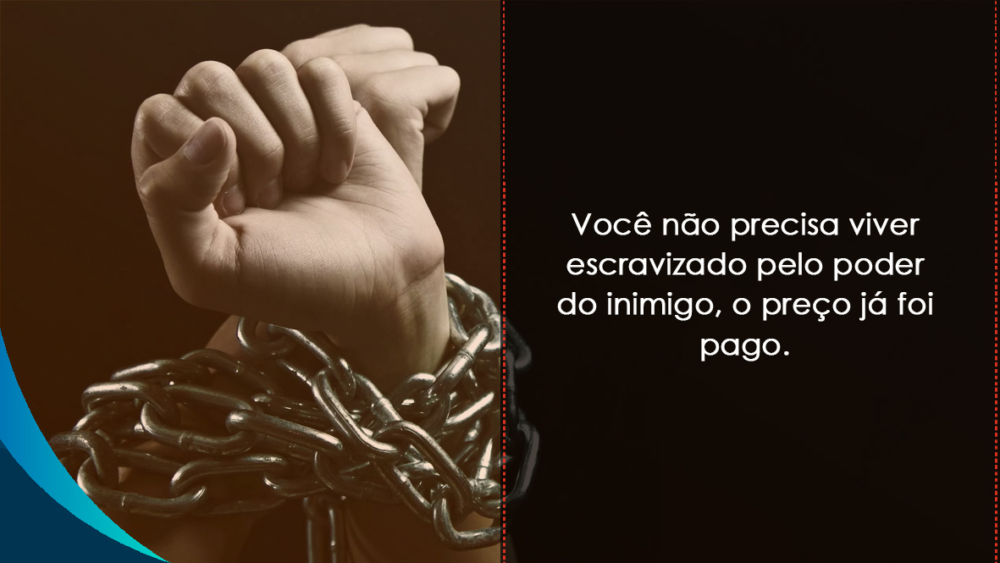 Você não precisa viver
escravizado pelo poder
do inimigo, o preço já foi
pago.